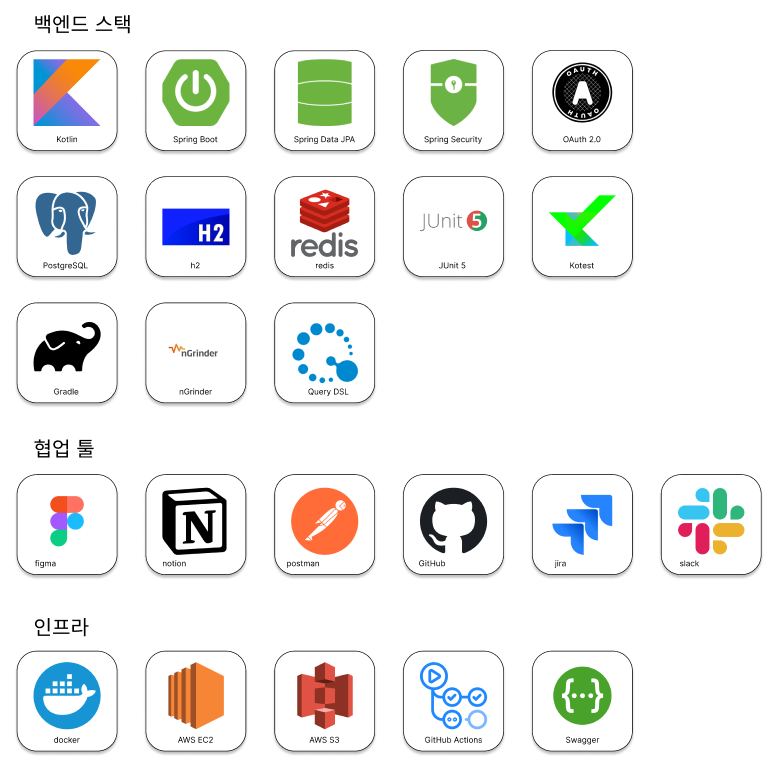 백엔드 스택
Kotlin
Spring Boot
Spring Data JPA
Spring Security
OAUTH
A
OAUTH
OAuth 2.0
PostgreSQL
H2
h2
redis
redis
JUnit 5
JUnit 5
Kotest
Gradle
nGrinder
nGrinder
Query DSL
협업 툴
figma
N
notion
postman
GitHub
jira
slack
인프라
docker
AWS EC2
AWS S3
GitHub Actions
{...}
Swagger